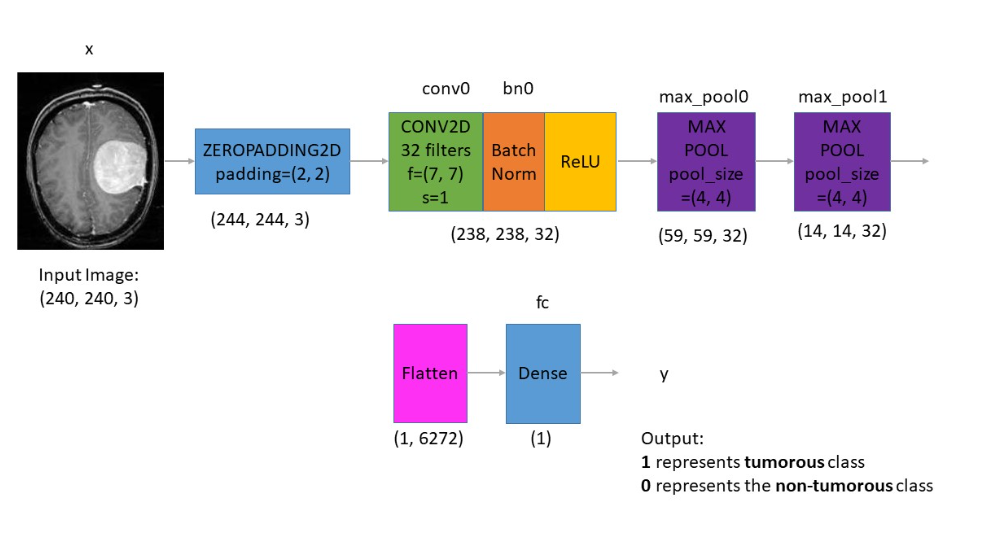 x
conv0 bn0
max_pool0 max_pool1
ZEROPADDING2D
padding=(2, 2)
(244, 244, 3)
CONV2D
32 filters
f=(7, 7)
s=1
Batch
Norm
ReLU
(238, 238, 32)
MAX
POOL
pool_size
=(4, 4)
(59, 59, 32)
MAX
POOL
pool_size
=(4, 4)
(14, 14, 32)
Input Image:
(240, 240, 3)
fc
Flatten
Dense
y
(1, 6272)
(1)
Output:
1 represents tumorous class
0 represents the non-tumorous class